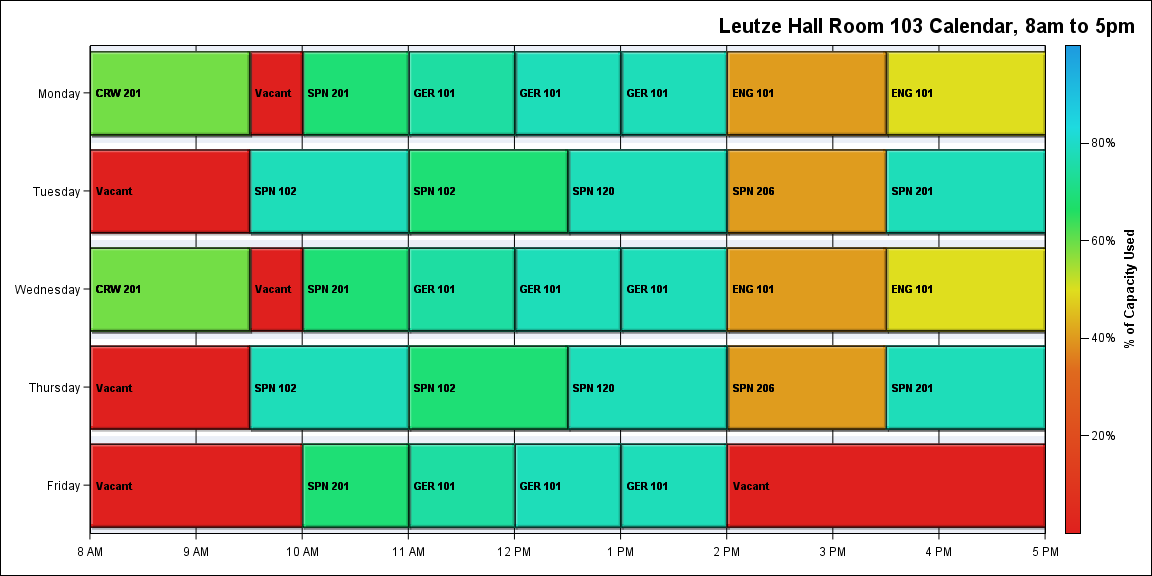 Leutze Hall Room 103 Calendar, 8am to 5pm
Monday
CRW 201
Vacant
SPN 201
GER 101
GER 101
GER 101
ENG 101
ENG 101
Tuesday
Vacant
SPN 102
SPN 102
SPN 120
SPN 206
SPN 201
Wednesday
CRW 201
Vacant
SPN 201
GER 101
GER 101
GER 101
ENG 101
ENG 101
Thursday
Vacant
SPN 102
SPN 102
SPN 120
SPN 206
SPN 201
Friday
Vacant
SPN 201
GER 101
GER 101
GER 101
Vacant
8 AM
9 AM
10 AM
11 AM
12 PM
1 PM
2 PM
3 PM
4 PM
5 PM
80%
60%
40%
20%
% of Capacity Used